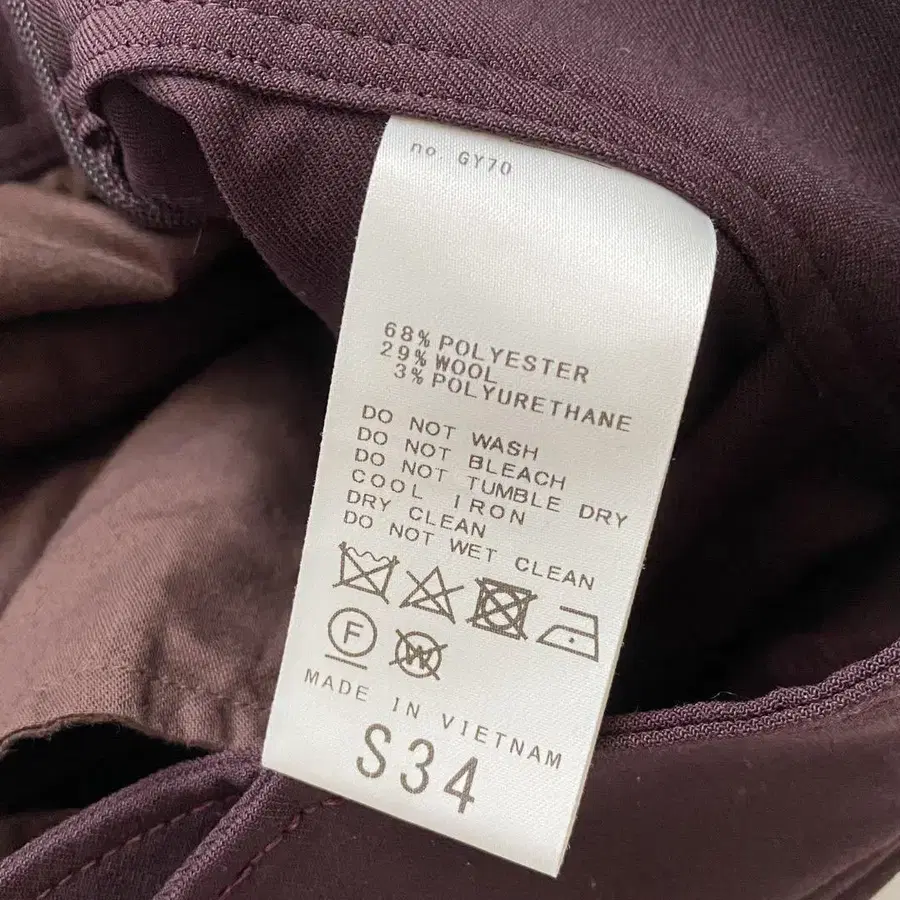 no. GY70
68% POLYESTER
29% WOOL
3% POLYURETHANE
DO NOT WASH
DO NOT BLEACH
DO NOT TUMBLE DRY
COOL IRON
DRY CLEAN
DO NOT WET CLEAN
F W
MADE IN VIETNAM
S34